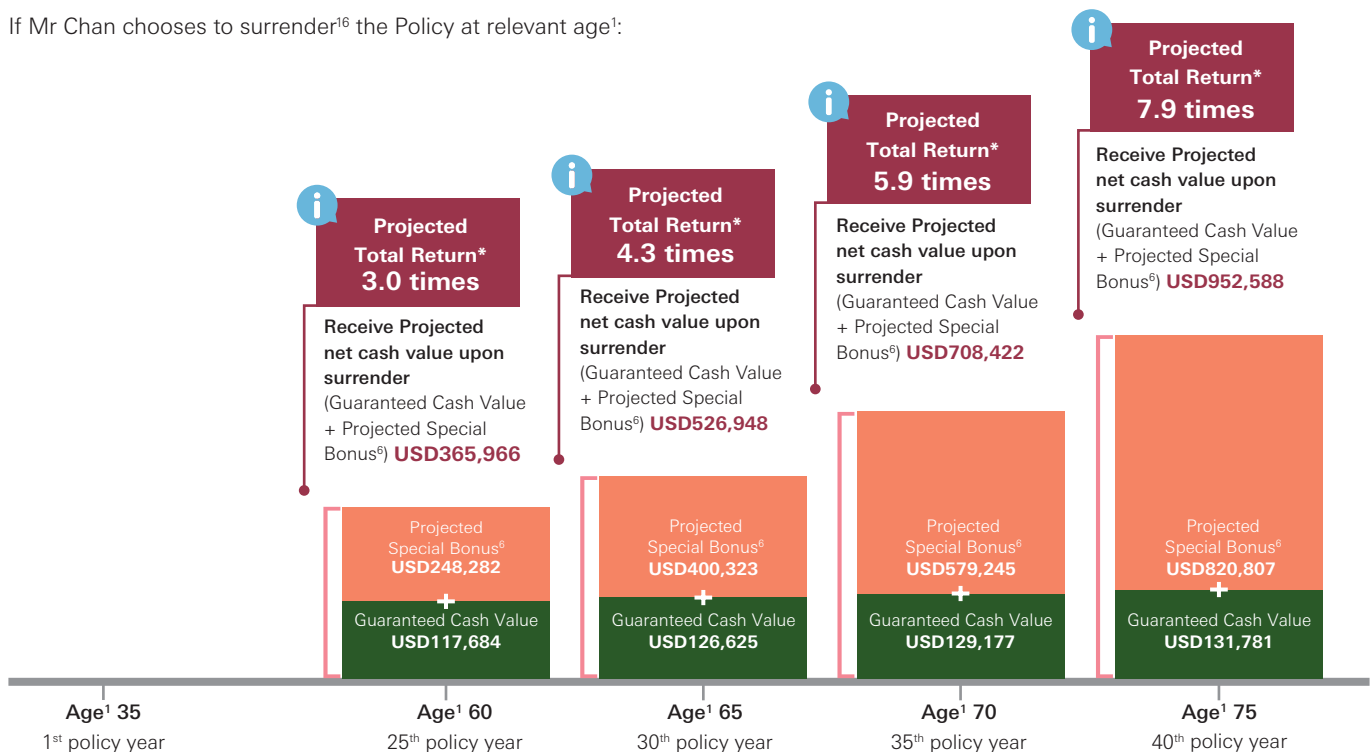 If Mr Chan chooses to surrender¹⁶ the Policy at relevant age¹:
i
Projected
Total Return*
3.0 times
Receive Projected
net cash value upon
surrender
(Guaranteed Cash Value
+ Projected Special
Bonus⁶) USD365,966
Projected
Special Bonus⁶
USD248,282
+
Guaranteed Cash Value
USD117,684
i
Projected
Total Return*
4.3 times
Receive Projected
net cash value upon
surrender
(Guaranteed Cash Value
+ Projected Special
Bonus⁶) USD526,948
Projected
Special Bonus⁶
USD400,323
+
Guaranteed Cash Value
USD126,625
i
Projected
Total Return*
5.9 times
Receive Projected
net cash value upon
surrender
(Guaranteed Cash Value
+ Projected Special
Bonus⁶) USD708,422
Projected
Special Bonus⁶
USD579,245
+
Guaranteed Cash Value
USD129,177
i
Projected
Total Return*
7.9 times
Receive Projected
net cash value upon
surrender
(Guaranteed Cash Value
+ Projected Special
Bonus⁶) USD952,588
Projected
Special Bonus⁶
USD820,807
+
Guaranteed Cash Value
USD131,781
Age¹ 35
1st policy year
Age¹ 60
25th policy year
Age¹ 65
30th policy year
Age¹ 70
35th policy year
Age¹ 75
40th policy year